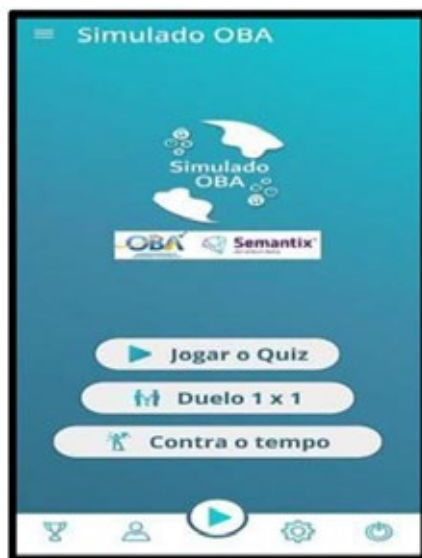 Simulado OBA
Simulado
OBA
OBA
Semantix
Jogar o Quiz
Duelo 1 x 1
Contra o tempo